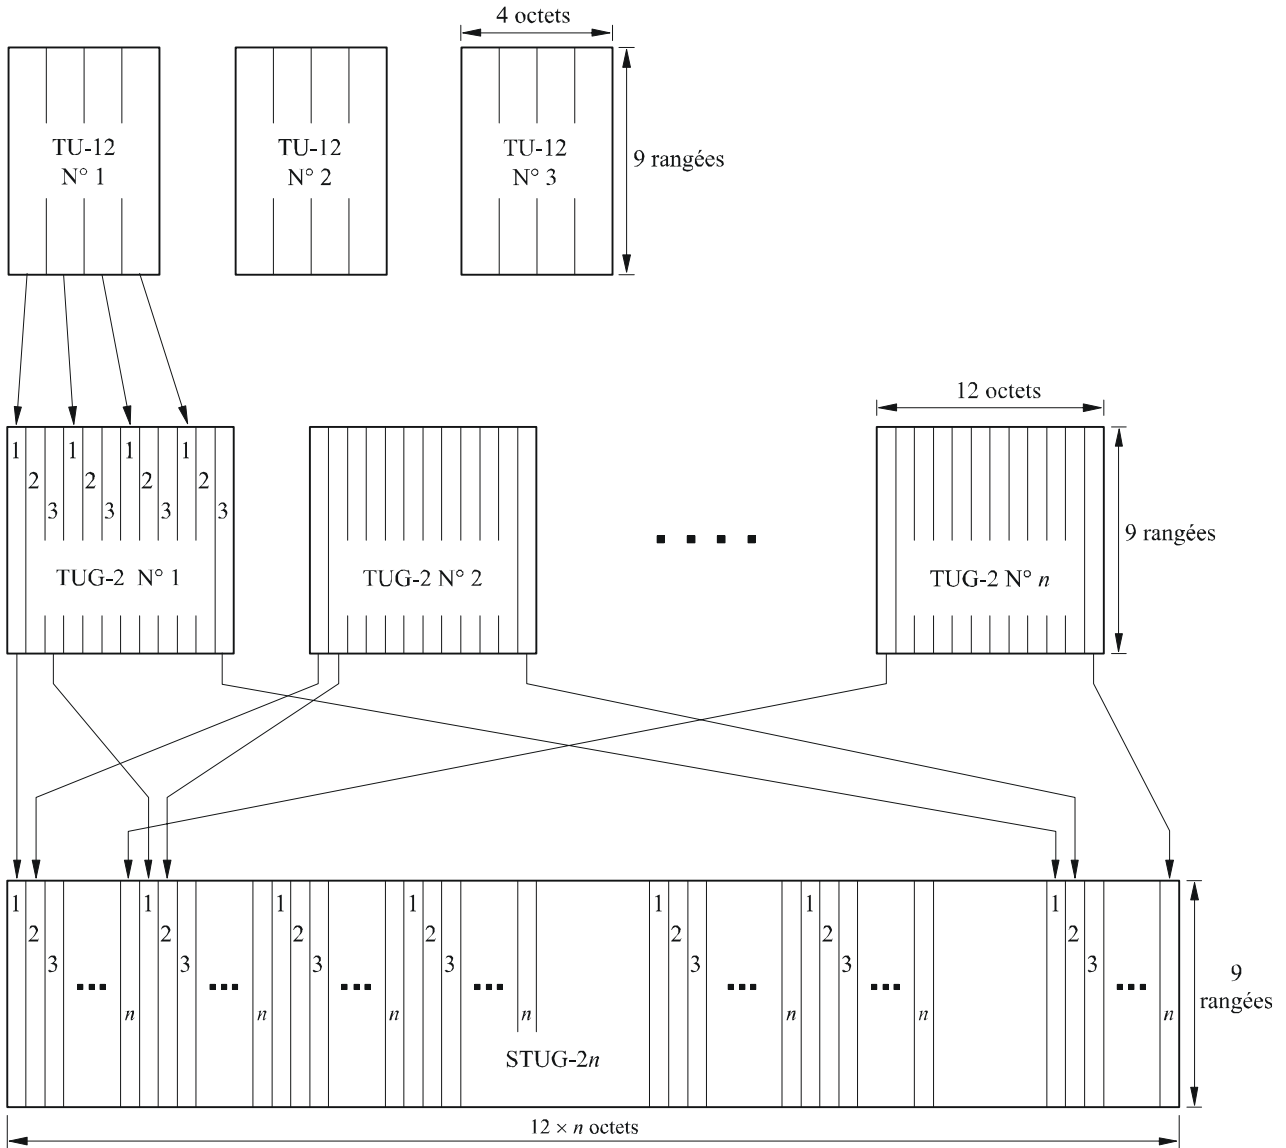 4 octets
TU-12
N° 1
TU-12
N° 2
TU-12
N° 3
9 rangées
12 octets
1 1 1 1
2 2 2 2
3 3 3 3
TUG-2 N° 1
TUG-2 N° 2
TUG-2 N° n
9 rangées
1 1 1 1 1 1 1
2 2 2 2 2 2 2
3 3 3 3 3 3 3
n n n n n n n
9
rangées
STUG-2n
12 × n octets